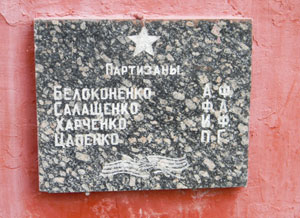 Партизаны
Белоконенко А·Ф
Салащенко Ф·А
Харченко И·Ф
Цапенко П·Г